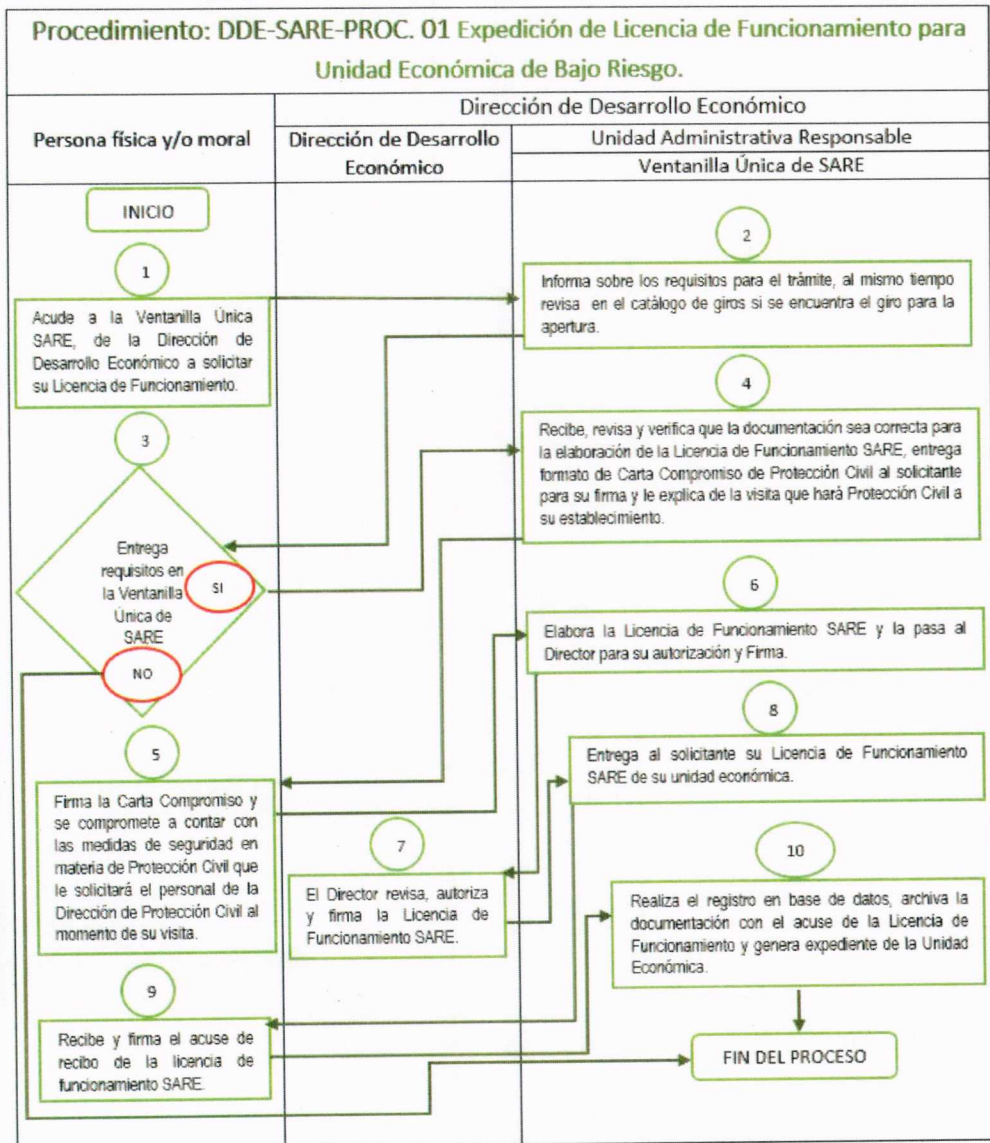 Procedimiento: DDE-SARE-PROC. 01 Expedición de Licencia de Funcionamiento para
Unidad Económica de Bajo Riesgo.
Persona física y/o moral
Dirección de Desarrollo Económico
Dirección de Desarrollo
Económico
Unidad Administrativa Responsable
Ventanilla Única de SARE
INICIO
1
Acude a la Ventanilla Única
SARE, de la Dirección de
Desarrollo Económico a solicitar
su Licencia de Funcionamiento.
2
Informa sobre los requisitos para el trámite, al mismo tiempo
revisa en el catálogo de giros si se encuentra el giro para la
apertura.
3
Entrega
requisitos en
la Ventanilla
Única de
SARE
SI
NO
4
Recibe, revisa y verifica que la documentación sea correcta para
la elaboración de la Licencia de Funcionamiento SARE, entrega
formato de Carta Compromiso de Protección Civil al solicitante
para su firma y le explica de la visita que hará Protección Civil a
su establecimiento.
5
Firma la Carta Compromiso y
se compromete a contar con
las medidas de seguridad en
materia de Protección Civil que
le solicitará el personal de la
Dirección de Protección Civil al
momento de su visita.
6
Elabora la Licencia de Funcionamiento SARE y la pasa al
Director para su autorización y Firma.
7
El Director revisa, autoriza
y firma la Licencia de
Funcionamiento SARE.
8
Entrega al solicitante su Licencia de Funcionamiento
SARE de su unidad económica.
9
Recibe y firma el acuse de
recibo de la licencia de
funcionamiento SARE.
10
Realiza el registro en base de datos, archiva la
documentación con el acuse de la Licencia de
Funcionamiento y genera expediente de la Unidad
Económica.
FIN DEL PROCESO